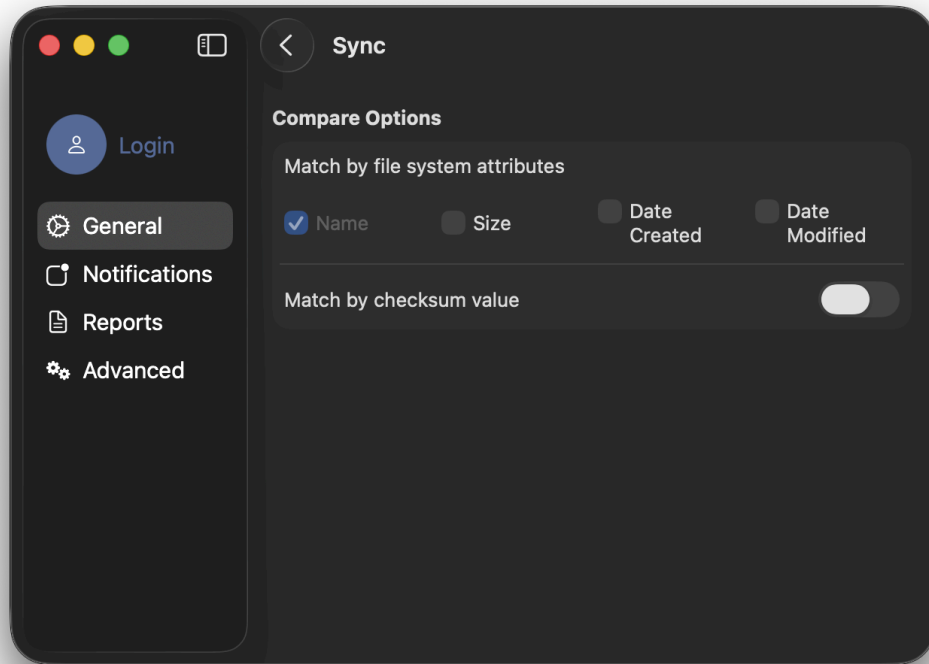 Sync
Login
General
Notifications
Reports
Advanced
Compare Options
Match by file system attributes
Name
Size
Date
Created
Date
Modified
Match by checksum value